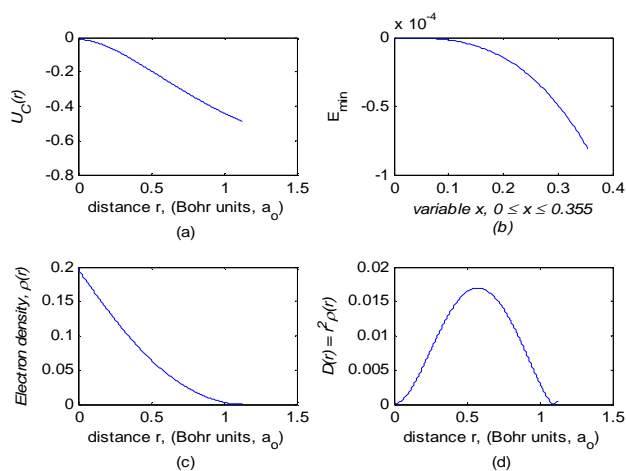 0
-0.2
-0.4
-0.6
-0.8
U_C(r)
0 0.5 1 1.5
distance r, (Bohr units, a_o)
(a)
x 10^-4
0
-0.5
-1
E_min
0 0.1 0.2 0.3 0.4
variable x, 0 ≤ x ≤ 0.355
(b)
0.2
0.15
0.1
0.05
0
Electron density, ρ(r)
0 0.5 1 1.5
distance r, (Bohr units, a_o)
(c)
0.02
0.015
0.01
0.005
0
D(r) = r^2 ρ(r)
0 0.5 1 1.5
distance r, (Bohr units, a_o)
(d)